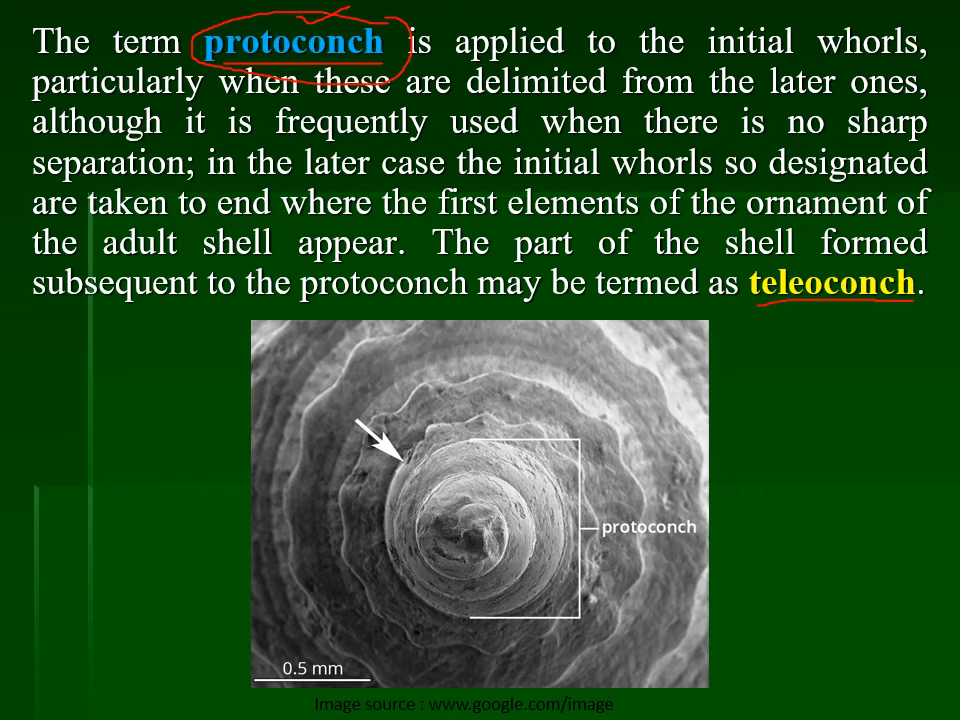 The term protoconch is applied to the initial whorls,
particularly when these are delimited from the later ones,
although it is frequently used when there is no sharp
separation; in the later case the initial whorls so designated
are taken to end where the first elements of the ornament of
the adult shell appear. The part of the shell formed
subsequent to the protoconch may be termed as teleoconch.
protoconch
0.5 mm
Image source : www.google.com/image